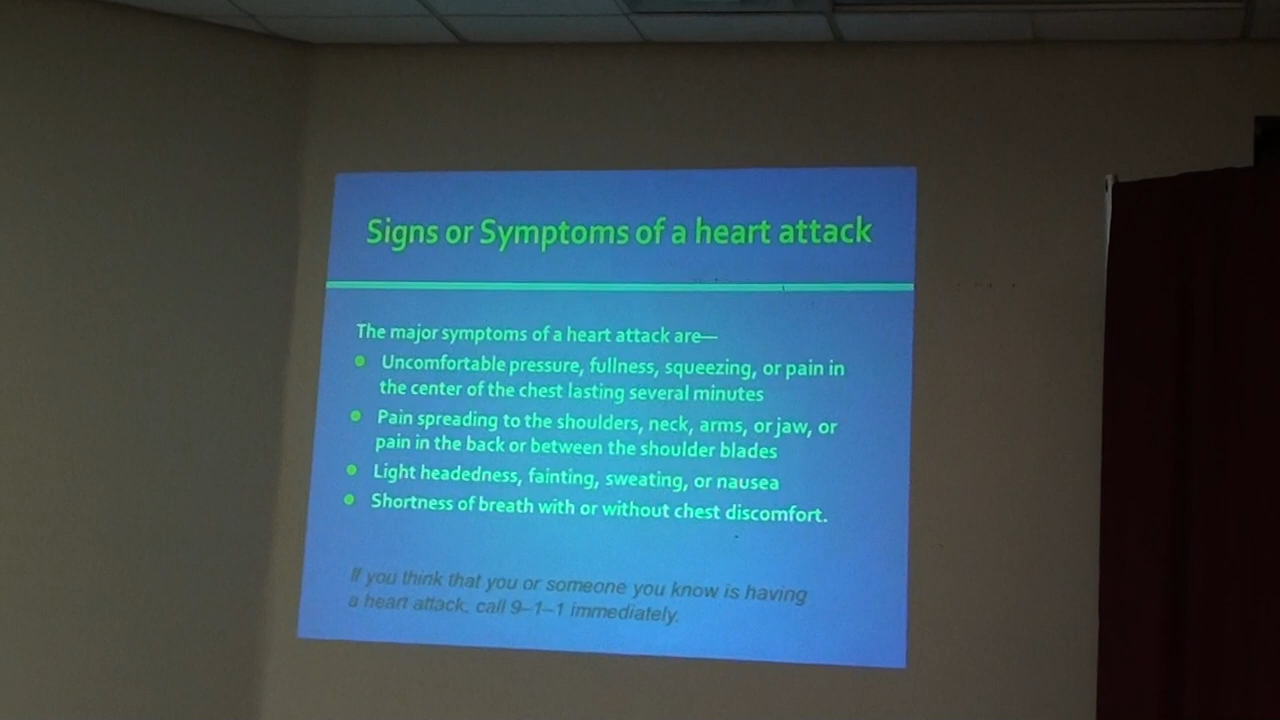 Signs or Symptoms of a heart attack
The major symptoms of a heart attack are—
Uncomfortable pressure, fullness, squeezing, or pain in
the center of the chest lasting several minutes
Pain spreading to the shoulders, neck, arms, or jaw, or
pain in the back or between the shoulder blades
Light headedness, fainting, sweating, or nausea
Shortness of breath with or without chest discomfort.
If you think that you or someone you know is having
a heart attack, call 9–1–1 immediately.